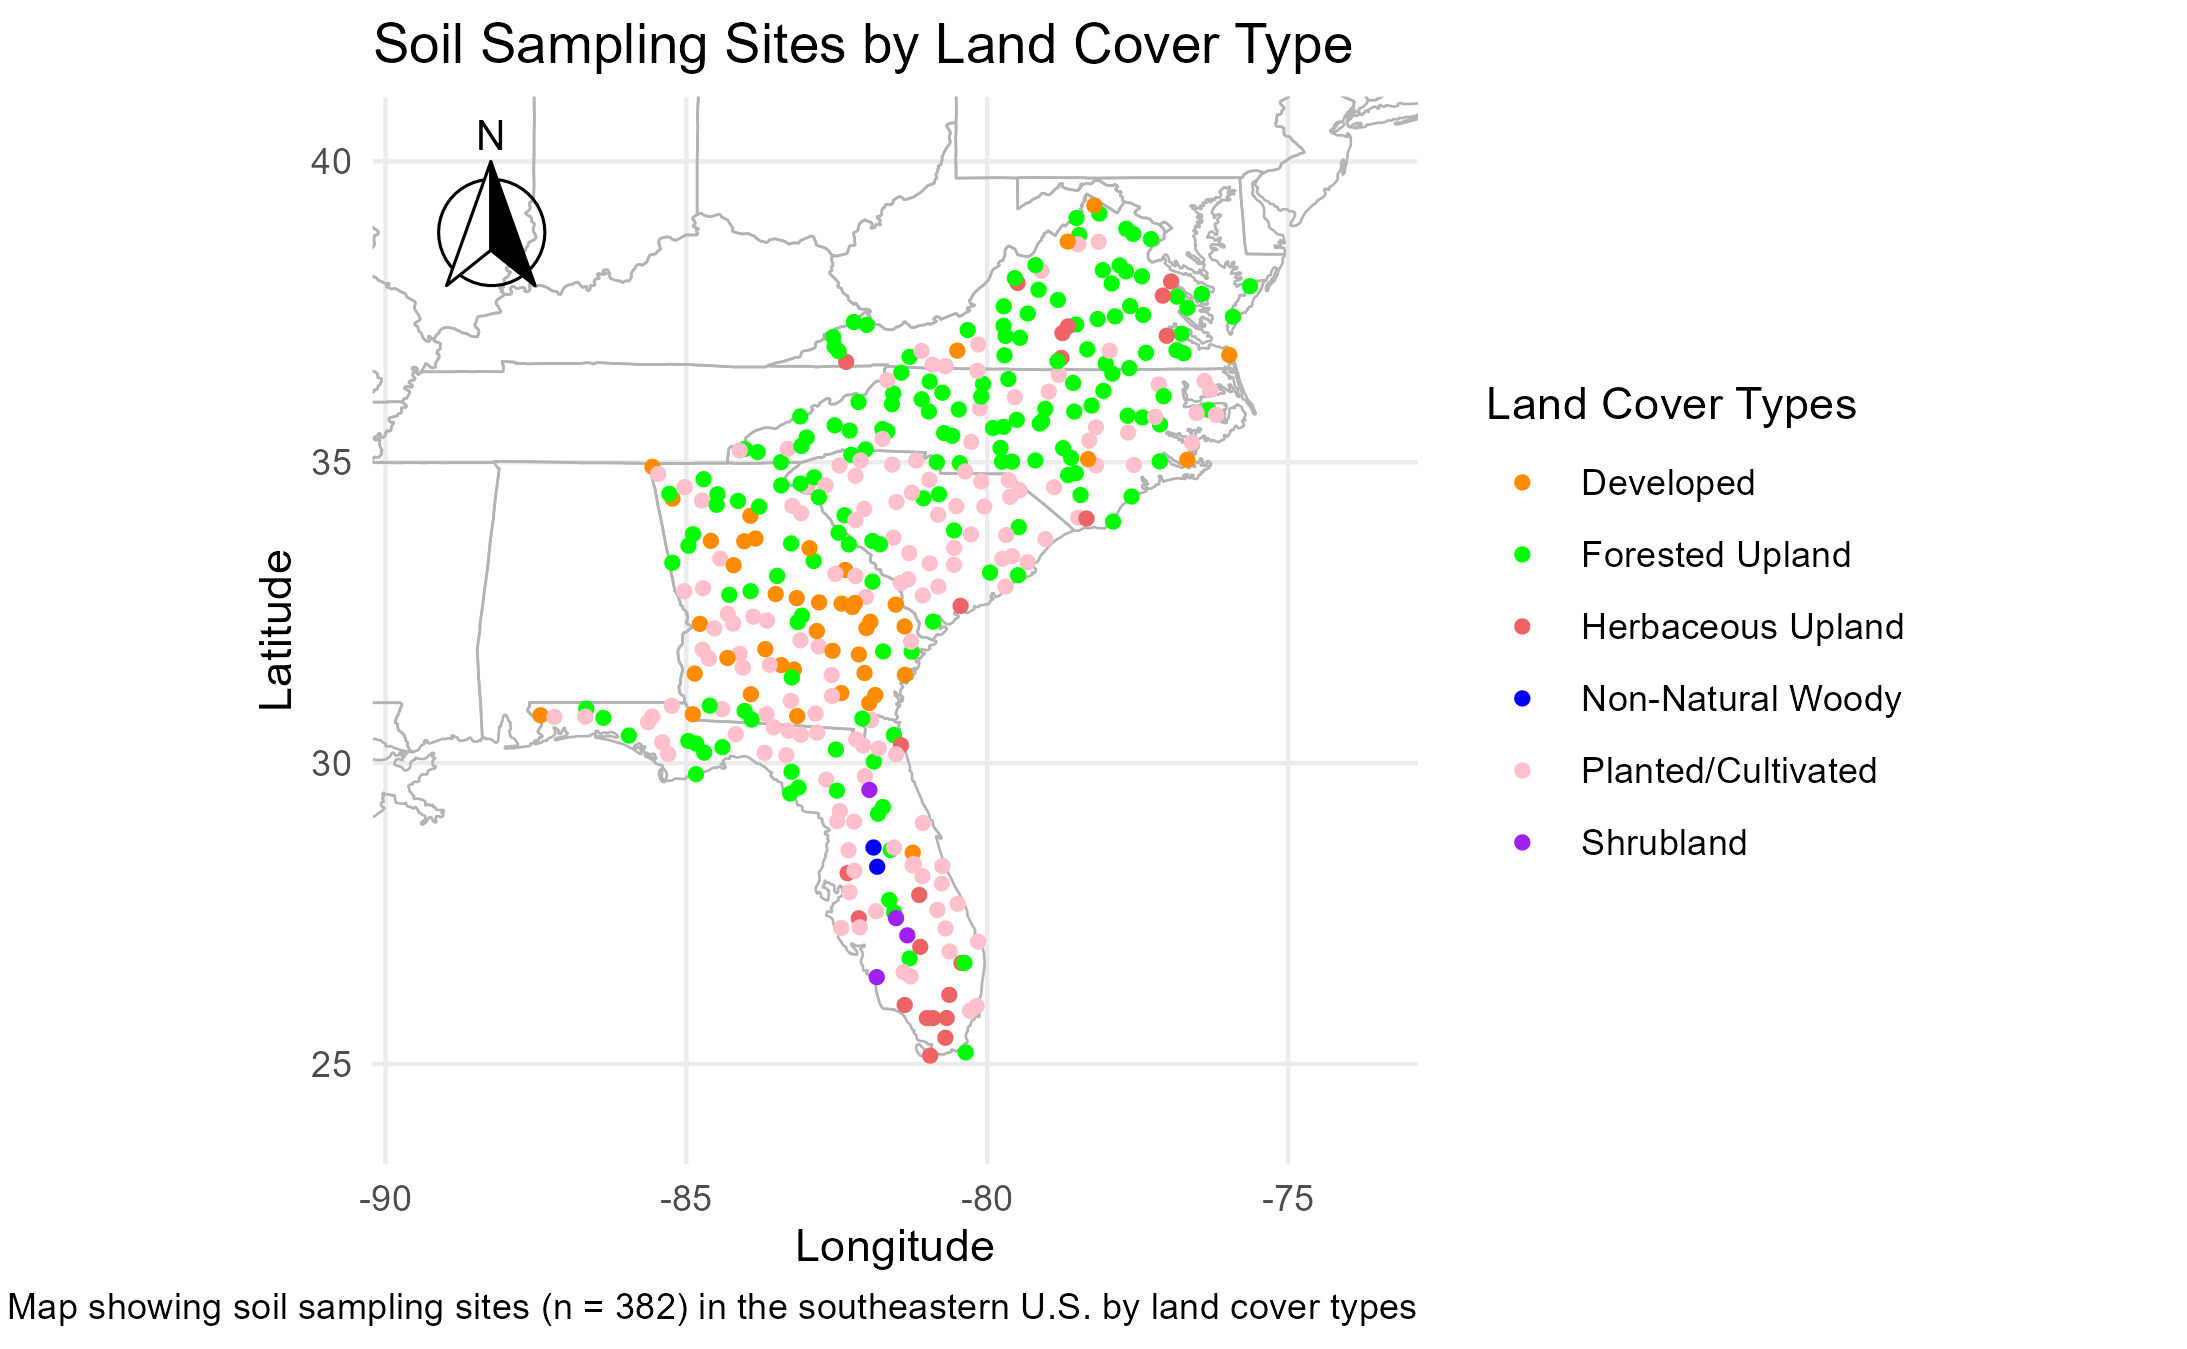 Soil Sampling Sites by Land Cover Type
N
40
35
30
25
Latitude
-90
-85
-80
-75
Longitude
Land Cover Types
Developed
Forested Upland
Herbaceous Upland
Non-Natural Woody
Planted/Cultivated
Shrubland
Map showing soil sampling sites (n = 382) in the southeastern U.S. by land cover types